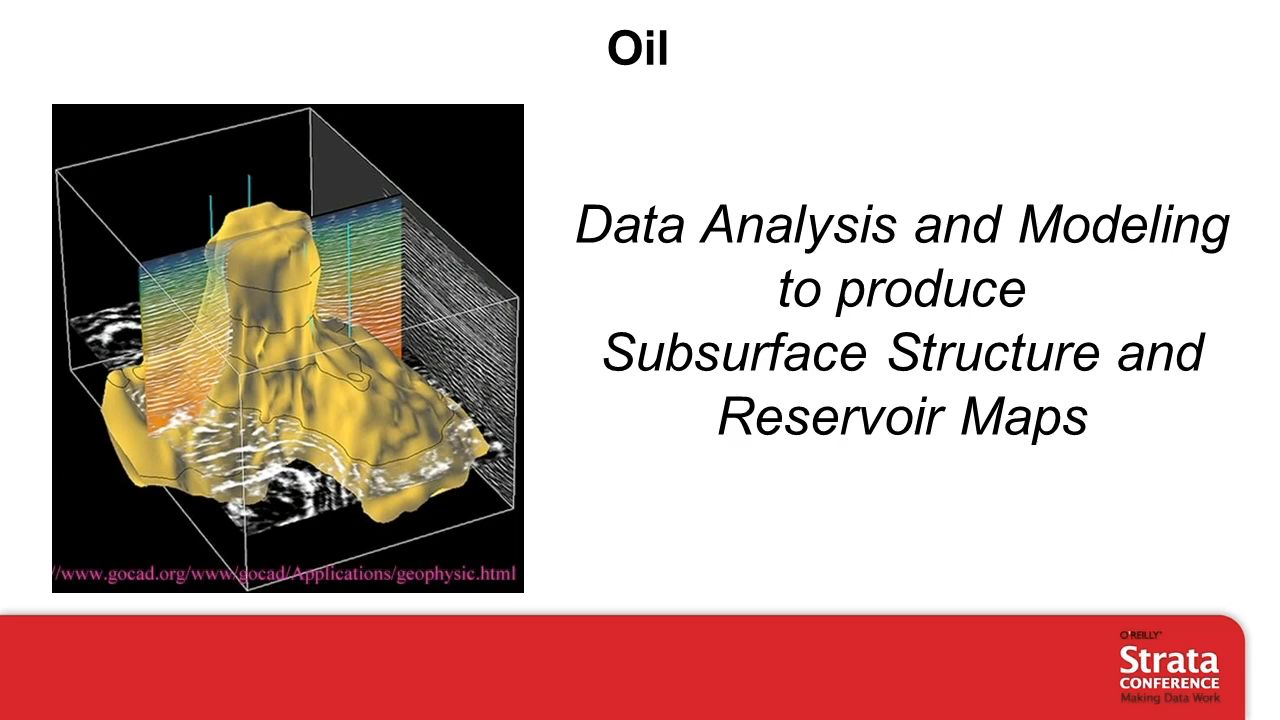 Oil
Data Analysis and Modeling
to produce
Subsurface Structure and
Reservoir Maps
//www.gocad.org/www/gocad/Applications/geophysic.html
O'REILLY®
Strata
CONFERENCE
Making Data Work